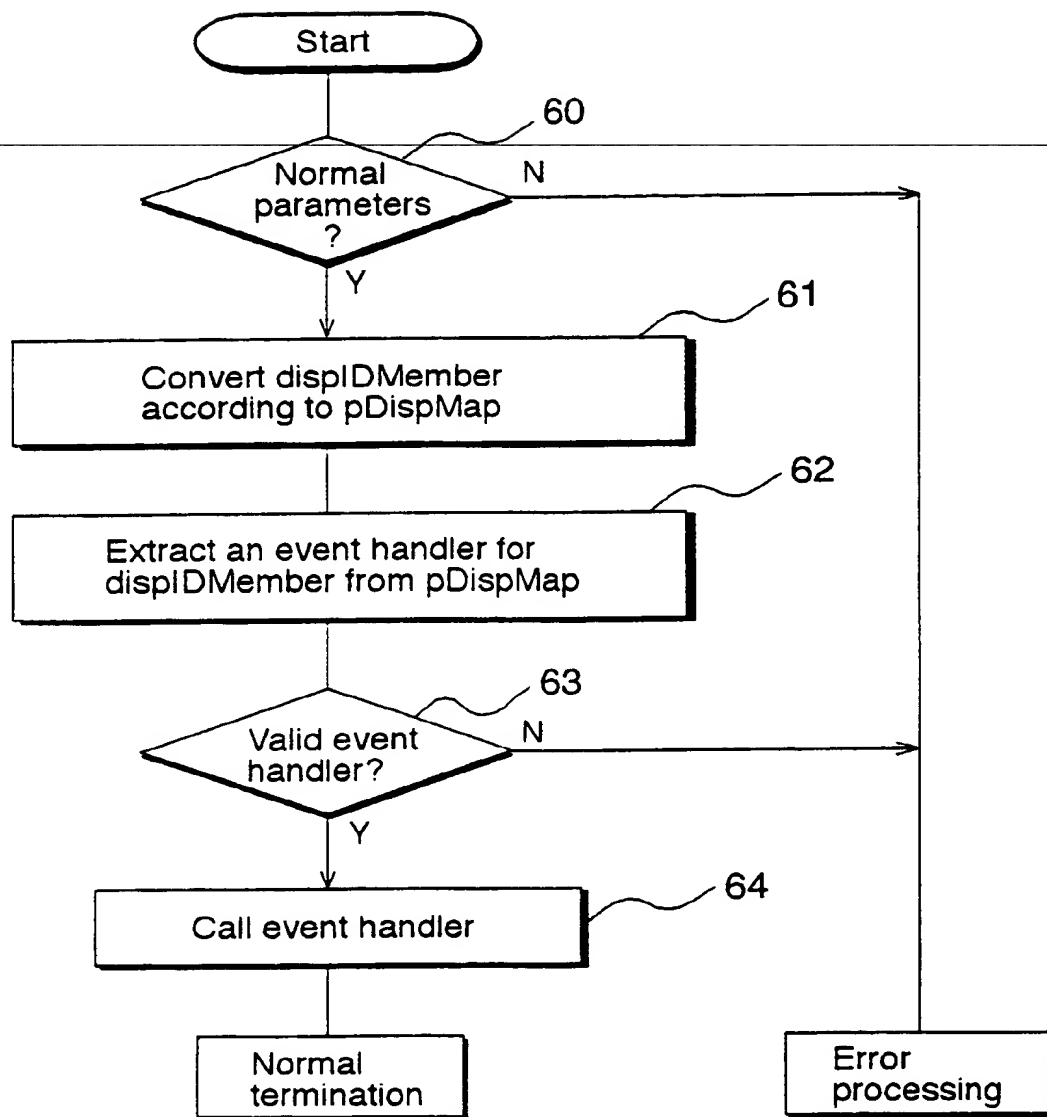 Start
60
Normal
parameters
?
N
Y
61
Convert dispIDMember
according to pDispMap
62
Extract an event handler for
dispIDMember from pDispMap
63
Valid event
handler?
N
Y
64
Call event handler
Normal
termination
Error
processing